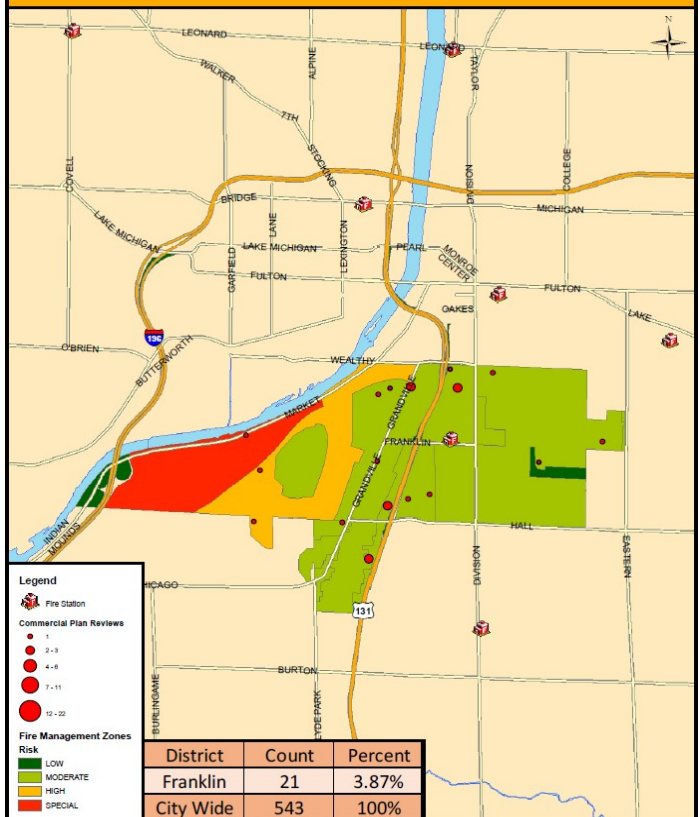 N
LEONARD
LEONARD
WALKER
ALPINE
TAYLOR
7TH
STOCKING
COVELL
DIVISION
COLLEGE
BRIDGE
MICHIGAN
LAKE MICHIGAN
LANE
LEXINGTON
LAKE MICHIGAN
PEARL
MONROE
CENTER
GARFIELD
FULTON
FULTON
OAKES
LAKE
196
O'BRIEN
BUTTERWORTH
WEALTHY
MARKET
GRANDVILLE
FRANKLIN
GRANDVILLE
INDIAN
MOUNDS
HALL
DIVISION
EASTERN
CHICAGO
131
BURTON
BURLINGAME
CLYDE PARK
Legend
Fire Station
Commercial Plan Reviews
1
2 - 3
4 - 6
7 - 11
12 - 22
Fire Management Zones
Risk
LOW
MODERATE
HIGH
SPECIAL
District Count Percent
Franklin 21 3.87%
City Wide 543 100%